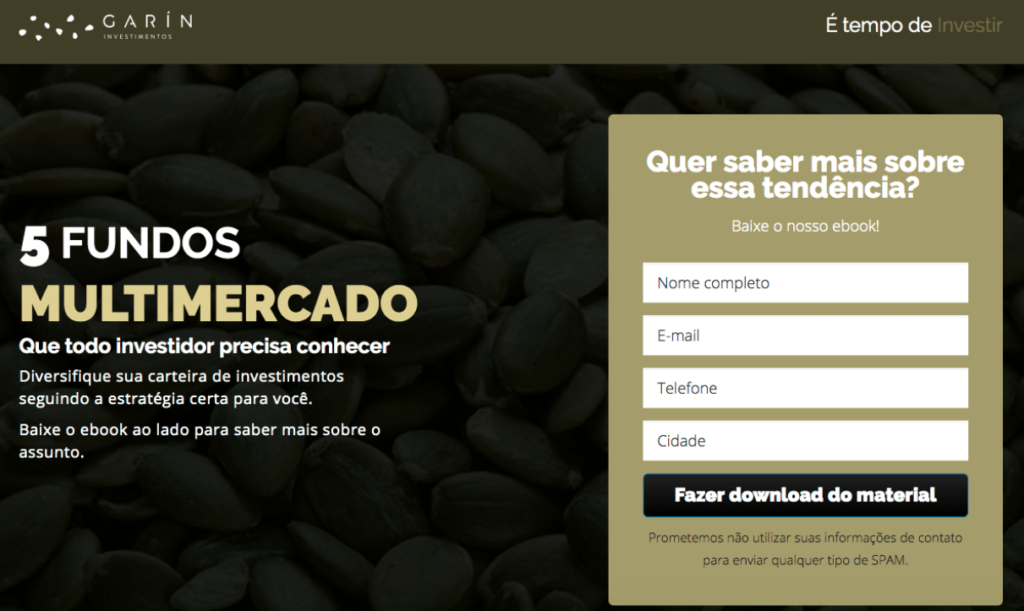 GARÍN
INVESTIMENTOS
É tempo de Investir
5 FUNDOS
MULTIMERCADO
Que todo investidor precisa conhecer
Diversifique sua carteira de investimentos
seguindo a estratégia certa para você.
Baixe o ebook ao lado para saber mais sobre o
assunto.
Quer saber mais sobre
essa tendência?
Baixe o nosso ebook!
Nome completo
E-mail
Telefone
Cidade
Fazer download do material
Prometemos não utilizar suas informações de contato
para enviar qualquer tipo de SPAM.